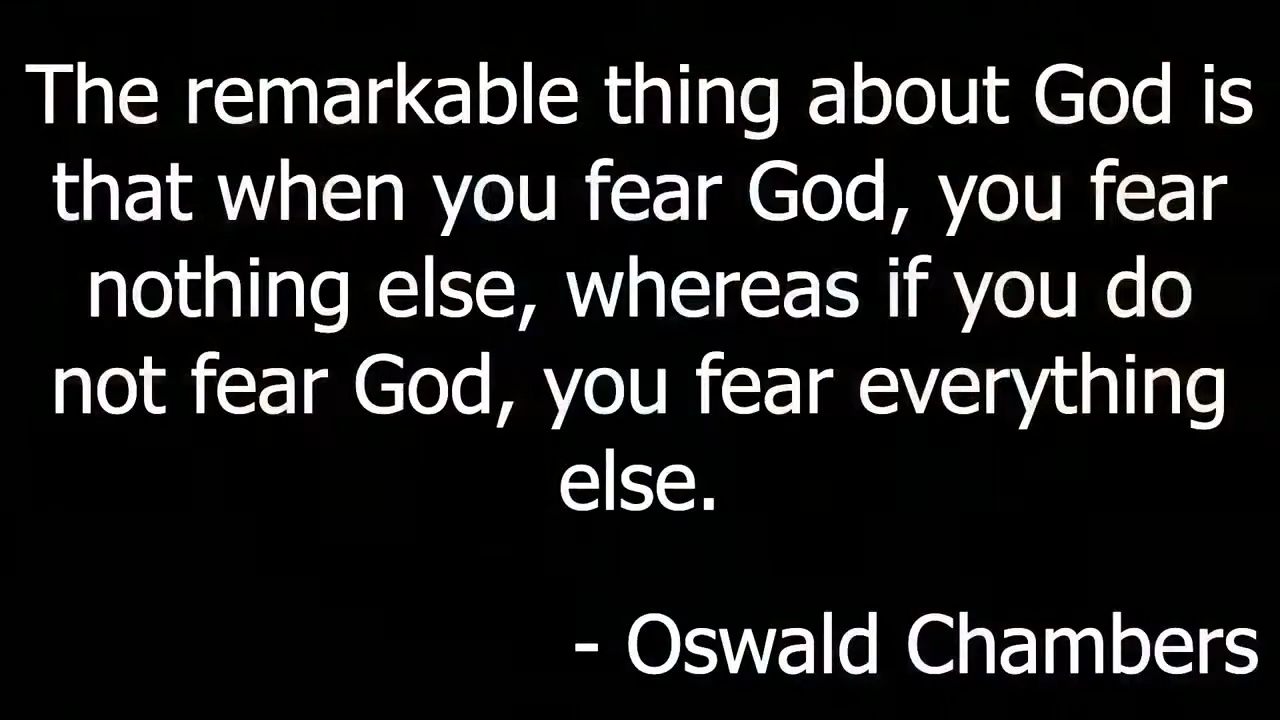 The remarkable thing about God is
that when you fear God, you fear
nothing else, whereas if you do
not fear God, you fear everything
else.
- Oswald Chambers